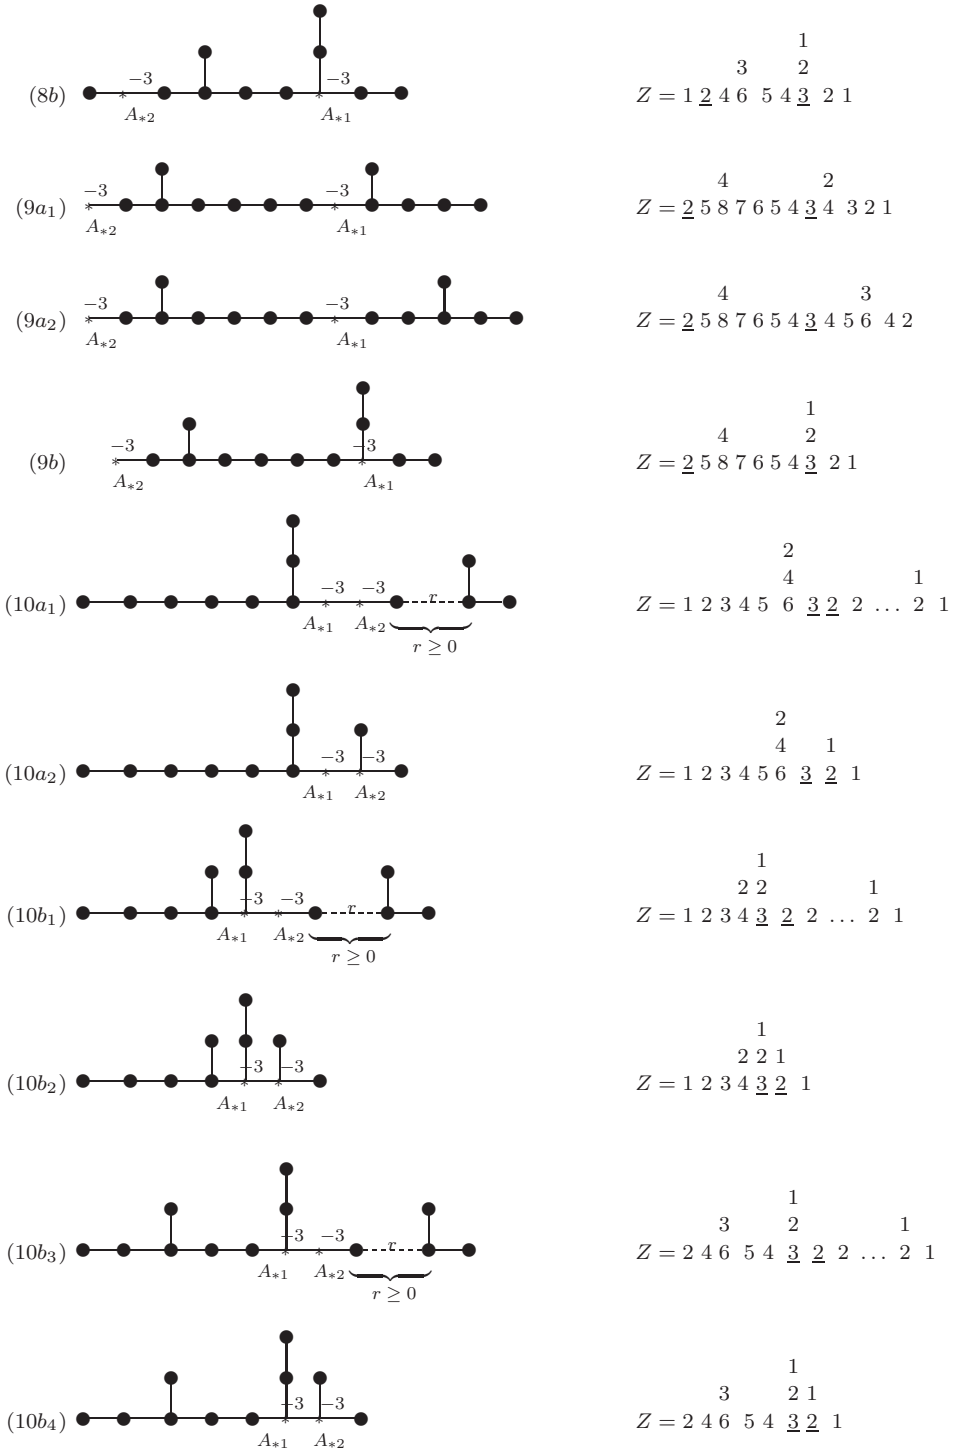 1
3 2
−3 −3
(8b) Z = 1 2 4 6 5 4 3 2 1
A∗2 A∗1
4 2
−3 −3
(9a1) Z = 2 5 8 7 6 5 4 3 4 3 2 1
A∗2 A∗1
4 3
−3 −3
(9a2) Z = 2 5 8 7 6 5 4 3 4 5 6 4 2
A∗2 A∗1
1
4 2
−3 −3
(9b) Z = 2 5 8 7 6 5 4 3 2 1
A∗2 A∗1
2
4 1
−3 −3
(10a1) r Z = 1 2 3 4 5 6 3 2 2 … 2 1
A∗1 A∗2
r ≥ 0
2
4 1
−3 −3
(10a2) Z = 1 2 3 4 5 6 3 2 1
A∗1 A∗2
1
2 2 1
−3 −3
(10b1) r Z = 1 2 3 4 3 2 2 … 2 1
A∗1 A∗2
r ≥ 0
1
2 2 1
−3 −3
(10b2) Z = 1 2 3 4 3 2 1
A∗1 A∗2
1
3 2 1
−3 −3
(10b3) r Z = 2 4 6 5 4 3 2 2 … 2 1
A∗1 A∗2
r ≥ 0
1
3 2 1
−3 −3
(10b4) Z = 2 4 6 5 4 3 2 1
A∗1 A∗2